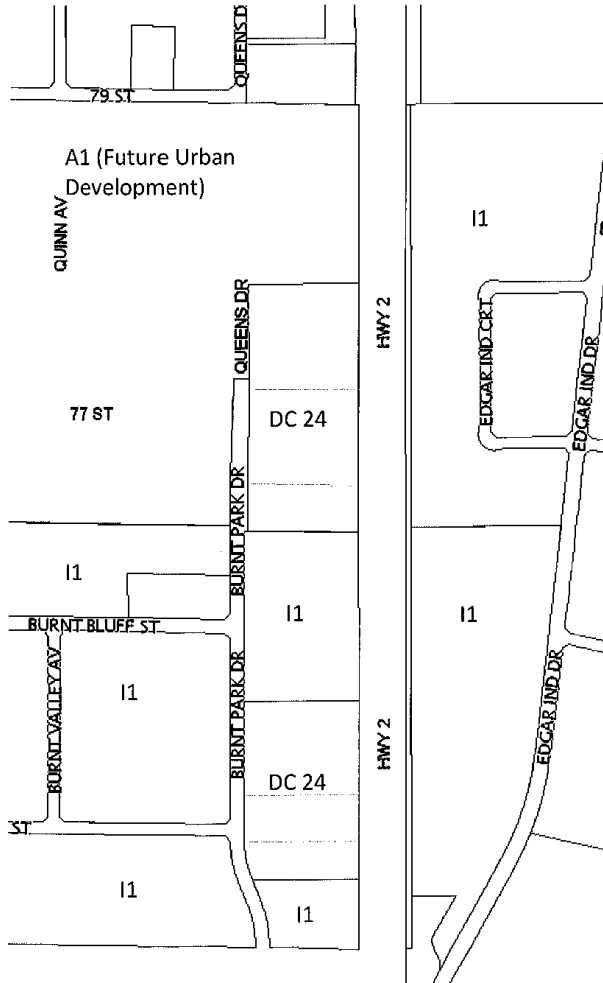 QUEENS D
79 ST
A1 (Future Urban
Development)
QUINN AV
I1
QUEENS DR
HWY 2
EDGAR IND CRT
EDGAR IND DR
77 ST
DC 24
BURNT PARK DR
I1
I1
I1
BURNT BLUFF ST
BURNT VALLEY AV
I1
BURNT PARK DR
EDGAR IND DR
HWY 2
DC 24
ST
I1
I1